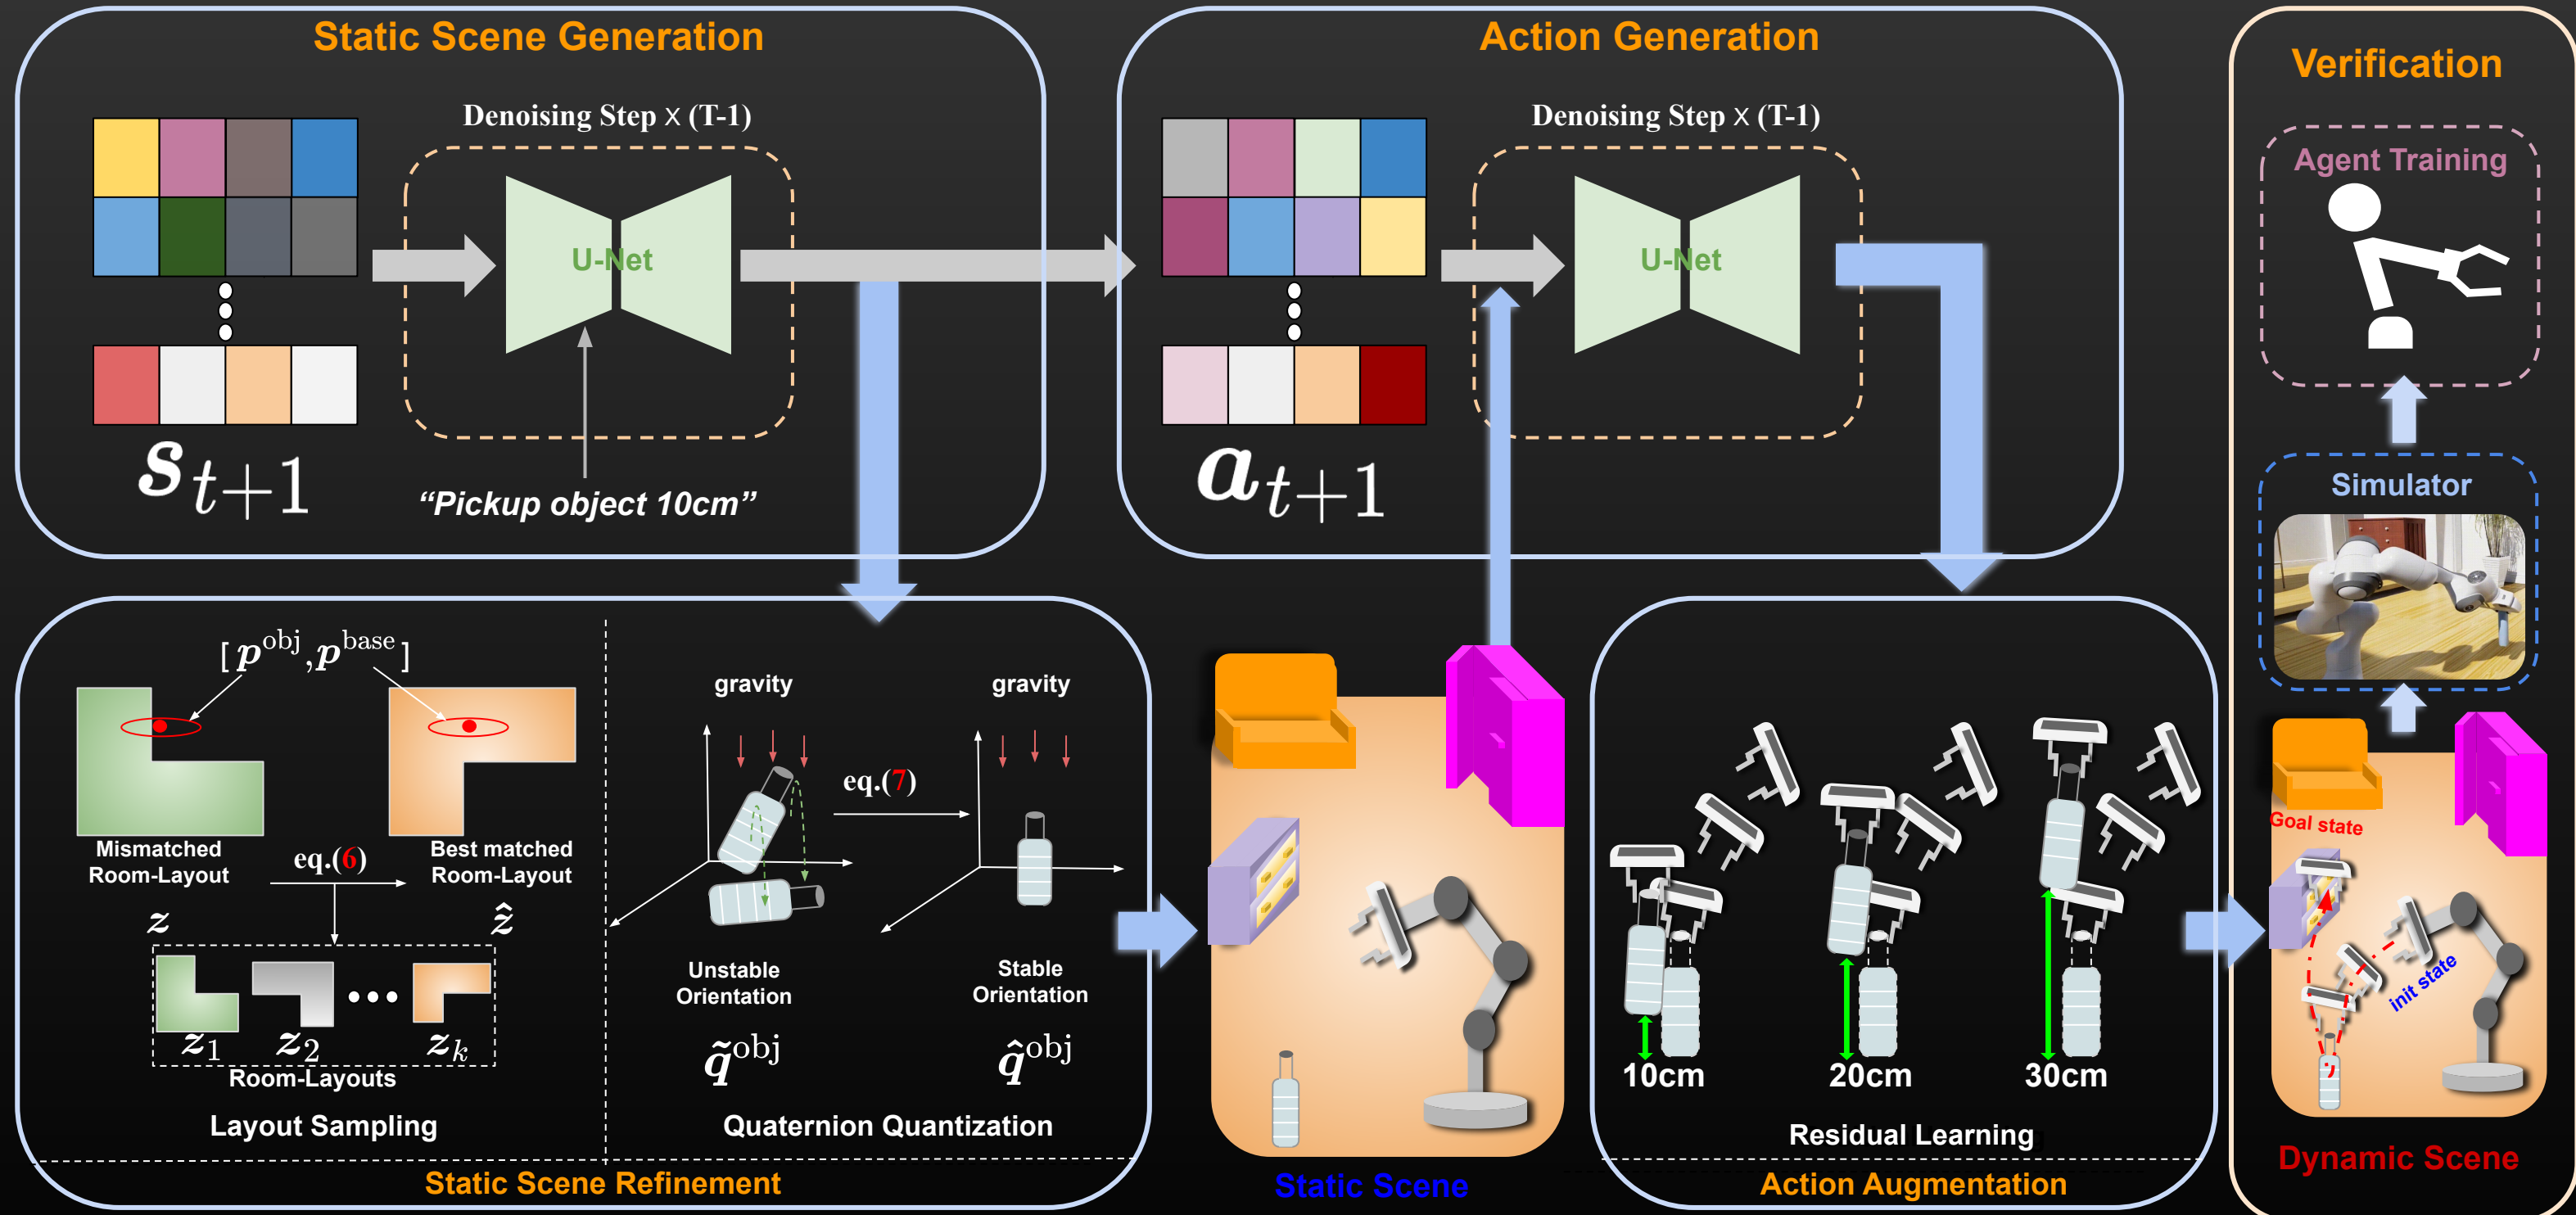 Static Scene Generation
Denoising Step x (T-1)
U-Net
s_{t+1}
“Pickup object 10cm”
Action Generation
Denoising Step x (T-1)
U-Net
a_{t+1}
Verification
Agent Training
Simulator
[p^{obj}, p^{base}]
Mismatched
Room-Layout
eq.(6)
Best matched
Room-Layout
z
ẑ
z_1
z_2
z_k
Room-Layouts
Layout Sampling
gravity
eq.(7)
gravity
Unstable
Orientation
Stable
Orientation
q̃^{obj}
q̂^{obj}
Quaternion Quantization
Static Scene Refinement
Static Scene
10cm
20cm
30cm
Residual Learning
Action Augmentation
Goal state
init state
Dynamic Scene